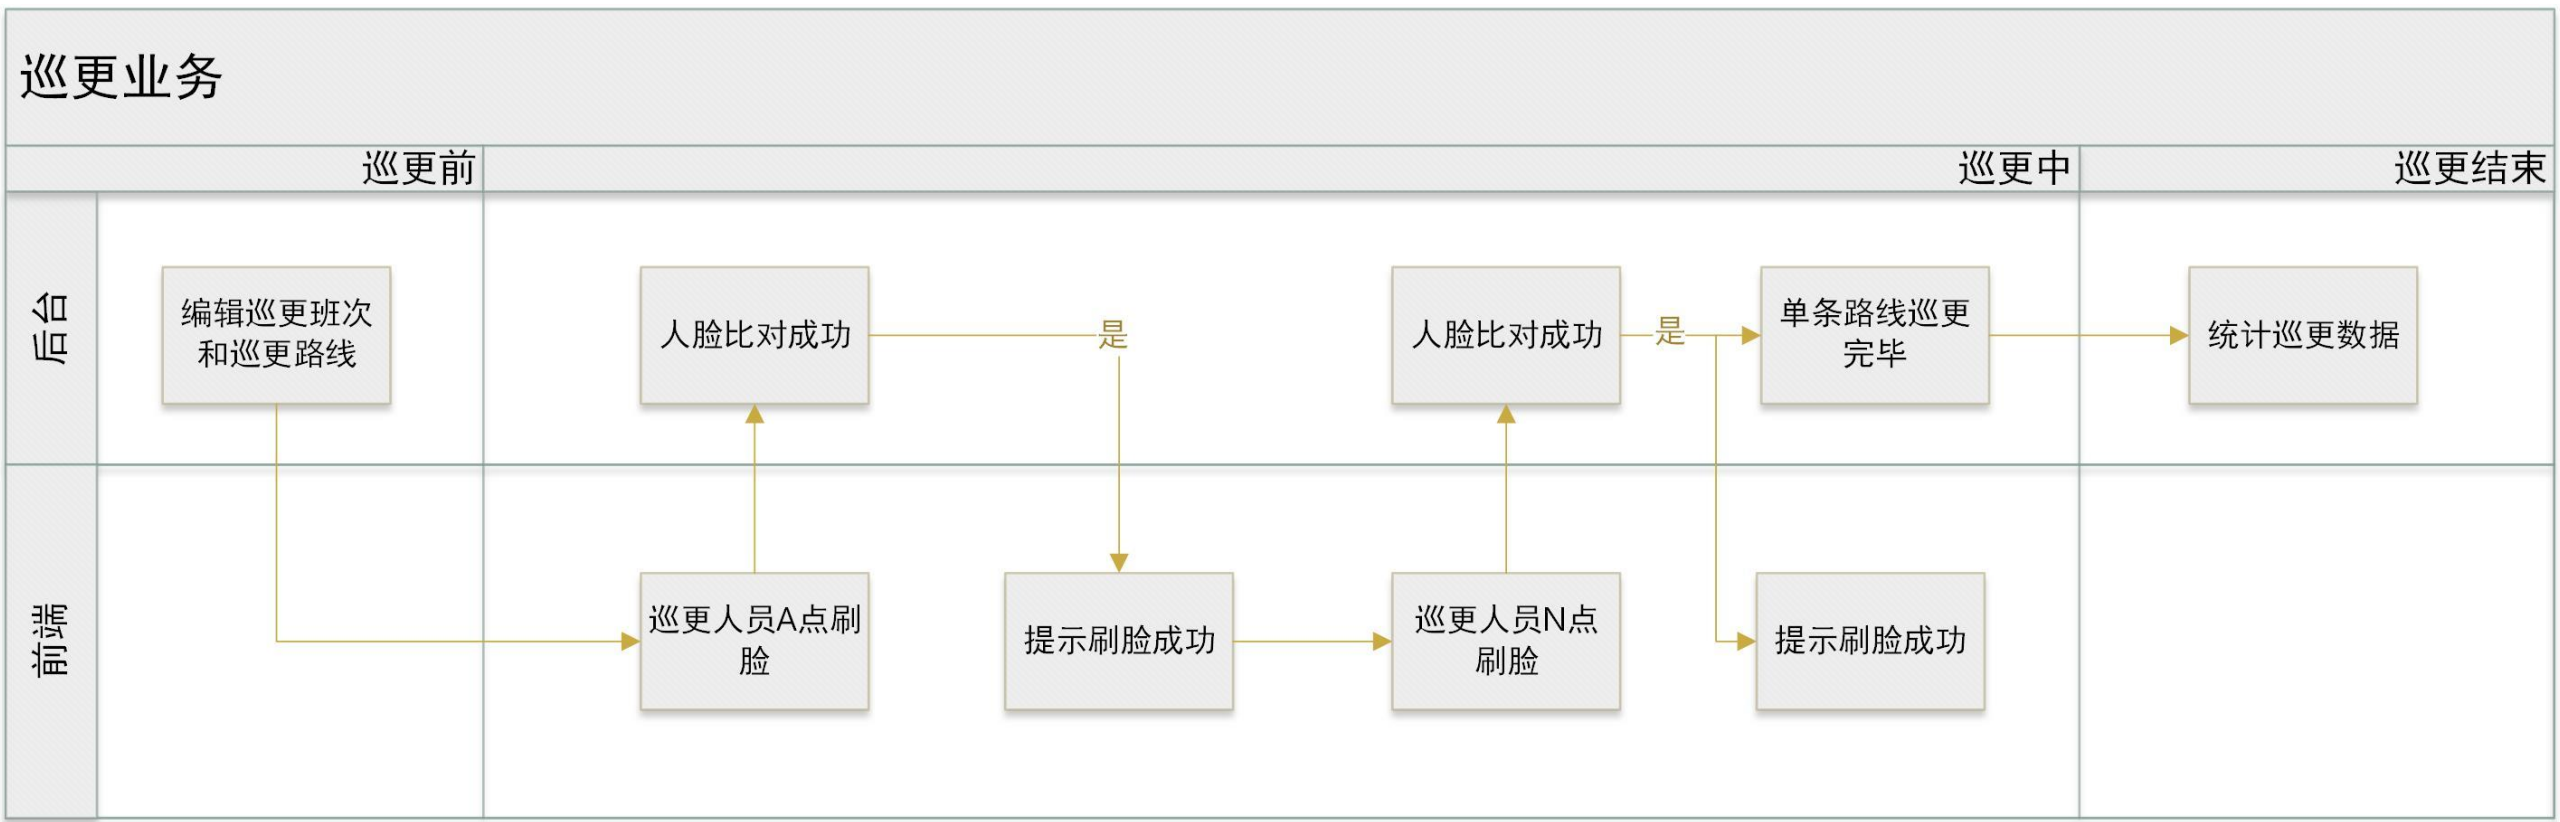 巡更业务
巡更前
巡更中
巡更结束
后台
编辑巡更班次
和巡更路线
人脸比对成功
是
人脸比对成功
是
单条路线巡更
完毕
统计巡更数据
前端
巡更人员A点刷
脸
提示刷脸成功
巡更人员N点
刷脸
提示刷脸成功